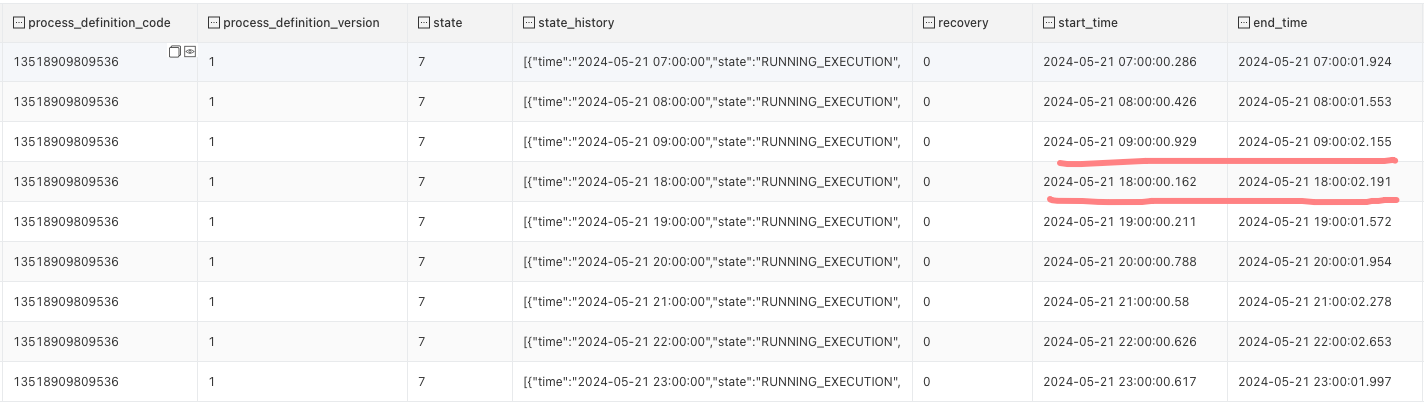 process_definition_code process_definition_version state state_history recovery start_time end_time
13518909809536 1 7 [{"time":"2024-05-21 07:00:00","state":"RUNNING_EXECUTION", 0 2024-05-21 07:00:00.286 2024-05-21 07:00:01.924
13518909809536 1 7 [{"time":"2024-05-21 08:00:00","state":"RUNNING_EXECUTION", 0 2024-05-21 08:00:00.426 2024-05-21 08:00:01.553
13518909809536 1 7 [{"time":"2024-05-21 09:00:00","state":"RUNNING_EXECUTION", 0 2024-05-21 09:00:00.929 2024-05-21 09:00:02.155
13518909809536 1 7 [{"time":"2024-05-21 18:00:00","state":"RUNNING_EXECUTION", 0 2024-05-21 18:00:00.162 2024-05-21 18:00:02.191
13518909809536 1 7 [{"time":"2024-05-21 19:00:00","state":"RUNNING_EXECUTION", 0 2024-05-21 19:00:00.211 2024-05-21 19:00:01.572
13518909809536 1 7 [{"time":"2024-05-21 20:00:00","state":"RUNNING_EXECUTION", 0 2024-05-21 20:00:00.788 2024-05-21 20:00:01.954
13518909809536 1 7 [{"time":"2024-05-21 21:00:00","state":"RUNNING_EXECUTION", 0 2024-05-21 21:00:00.58 2024-05-21 21:00:02.278
13518909809536 1 7 [{"time":"2024-05-21 22:00:00","state":"RUNNING_EXECUTION", 0 2024-05-21 22:00:00.626 2024-05-21 22:00:02.653
13518909809536 1 7 [{"time":"2024-05-21 23:00:00","state":"RUNNING_EXECUTION", 0 2024-05-21 23:00:00.617 2024-05-21 23:00:01.997